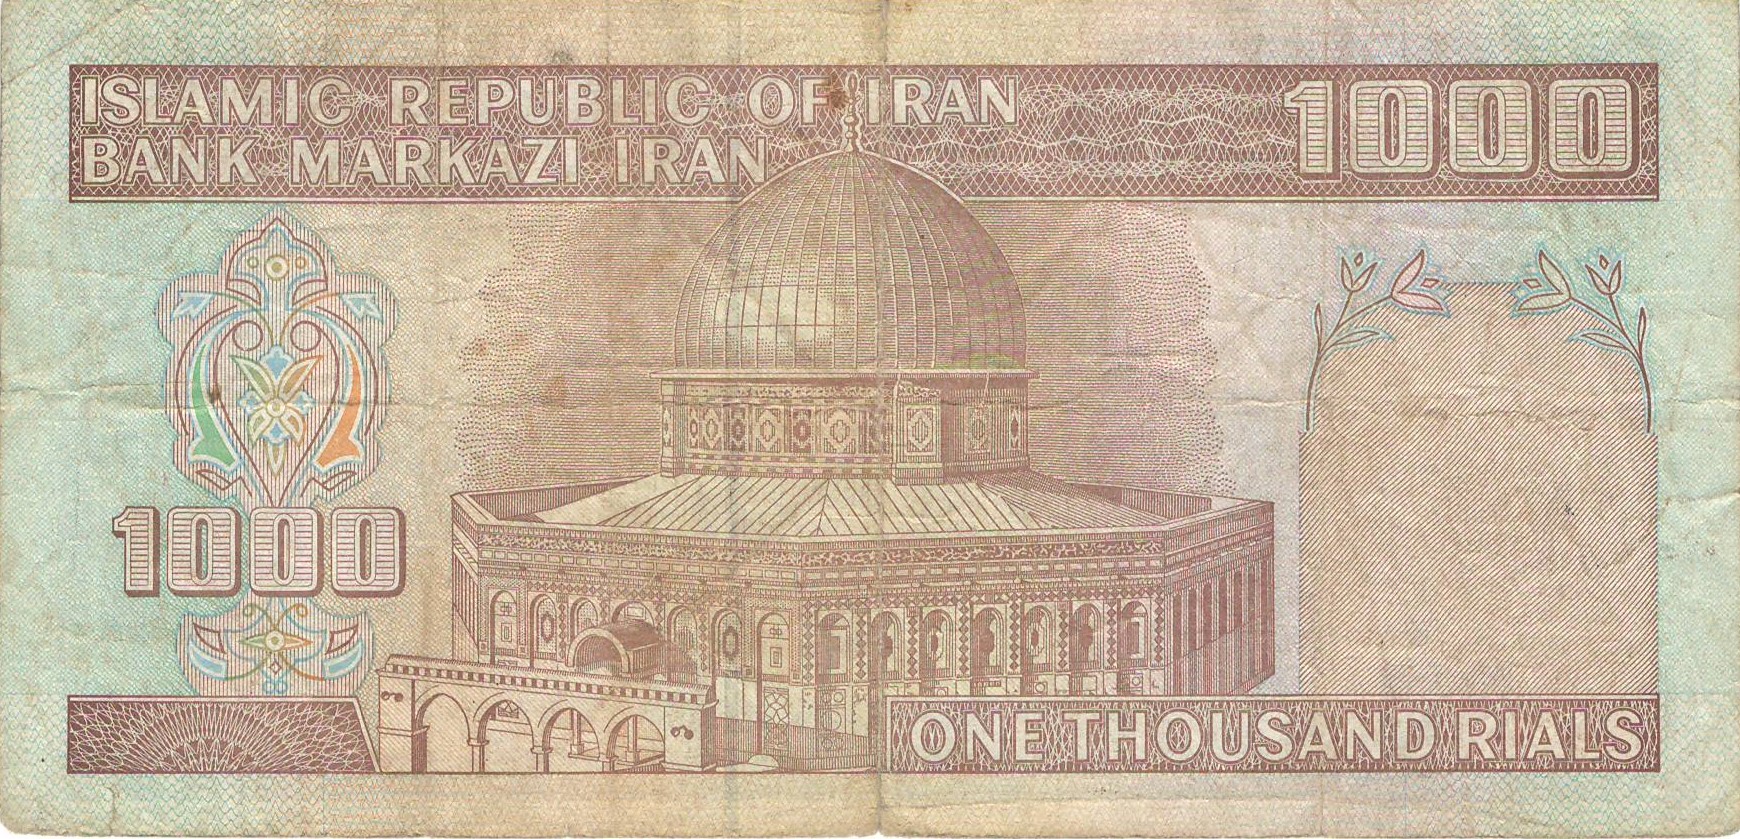 ISLAMIC REPUBLIC OF IRAN
BANK MARKAZI IRAN
1000
1000
ONE THOUSAND RIALS